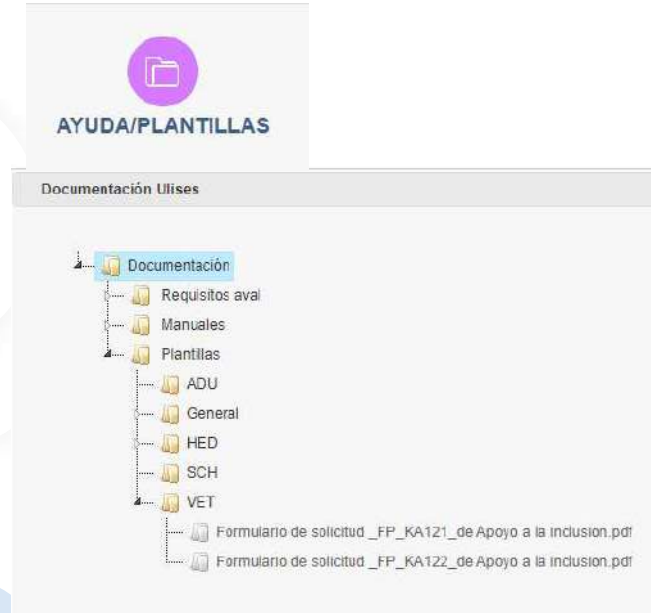 AYUDA/PLANTILLAS
Documentación Ulises
Documentación
Requisitos aval
Manuales
Plantillas
ADU
General
HED
SCH
VET
Formulario de solicitud _FP_KA121_de Apoyo a la inclusion.pdf
Formulario de solicitud _FP_KA122_de Apoyo a la inclusion.pdf